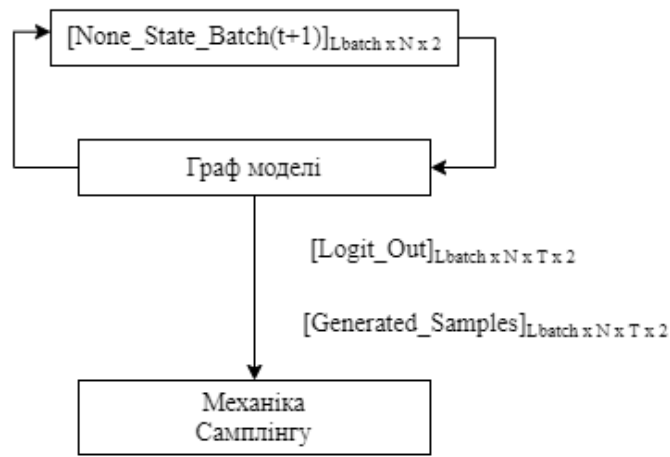 [None_State_Batch(t+1)]Lbatch x N x 2
Граф моделі
[Logit_Out]Lbatch x N x T x 2
[Generated_Samples]Lbatch x N x T x 2
Механіка
Самплінгу